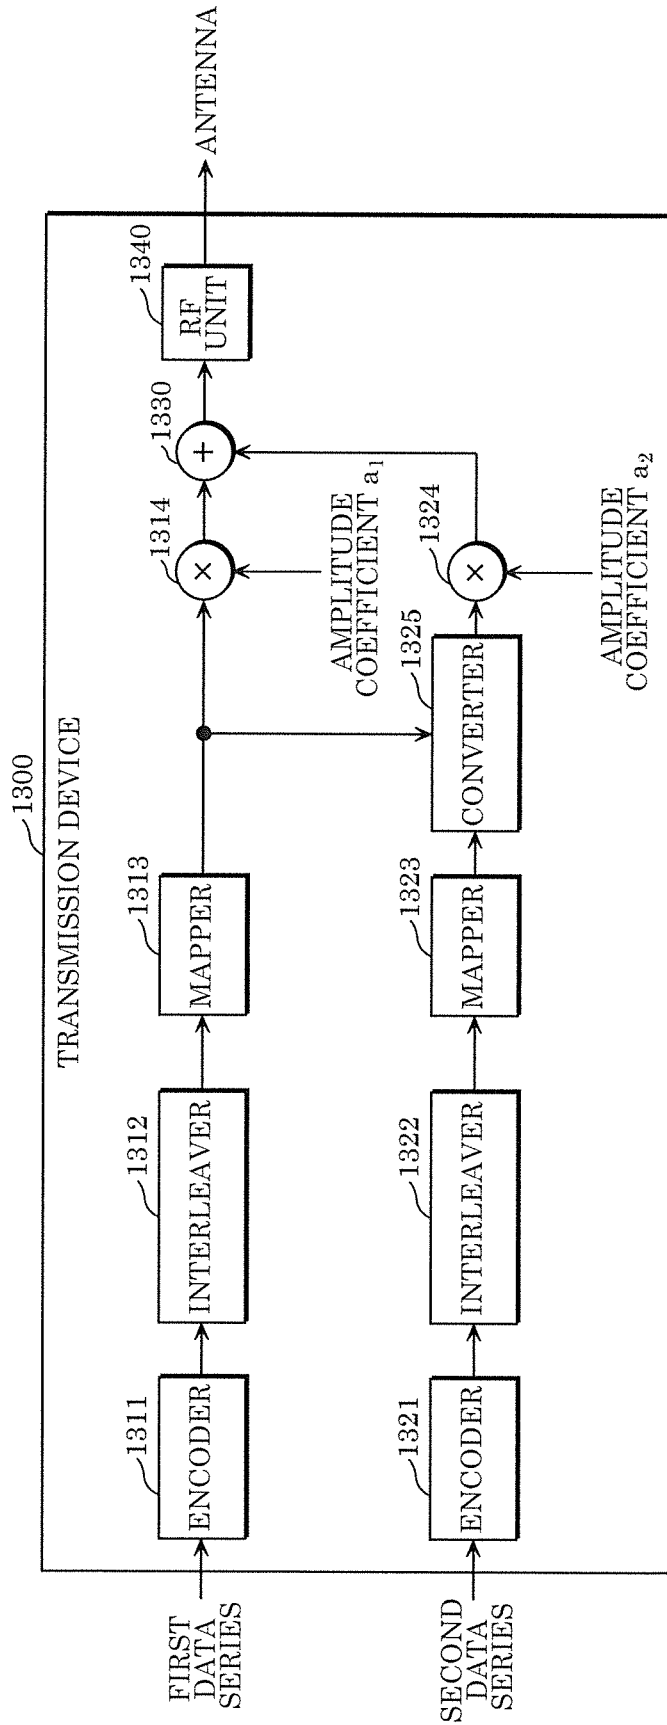 1300
TRANSMISSION DEVICE
FIRST
DATA
SERIES
1311
ENCODER
1312
INTERLEAVER
1313
MAPPER
1314
×
AMPLITUDE
COEFFICIENT a1
1330
+
1340
RF
UNIT
ANTENNA
SECOND
DATA
SERIES
1321
ENCODER
1322
INTERLEAVER
1323
MAPPER
1325
CONVERTER
1324
×
AMPLITUDE
COEFFICIENT a2